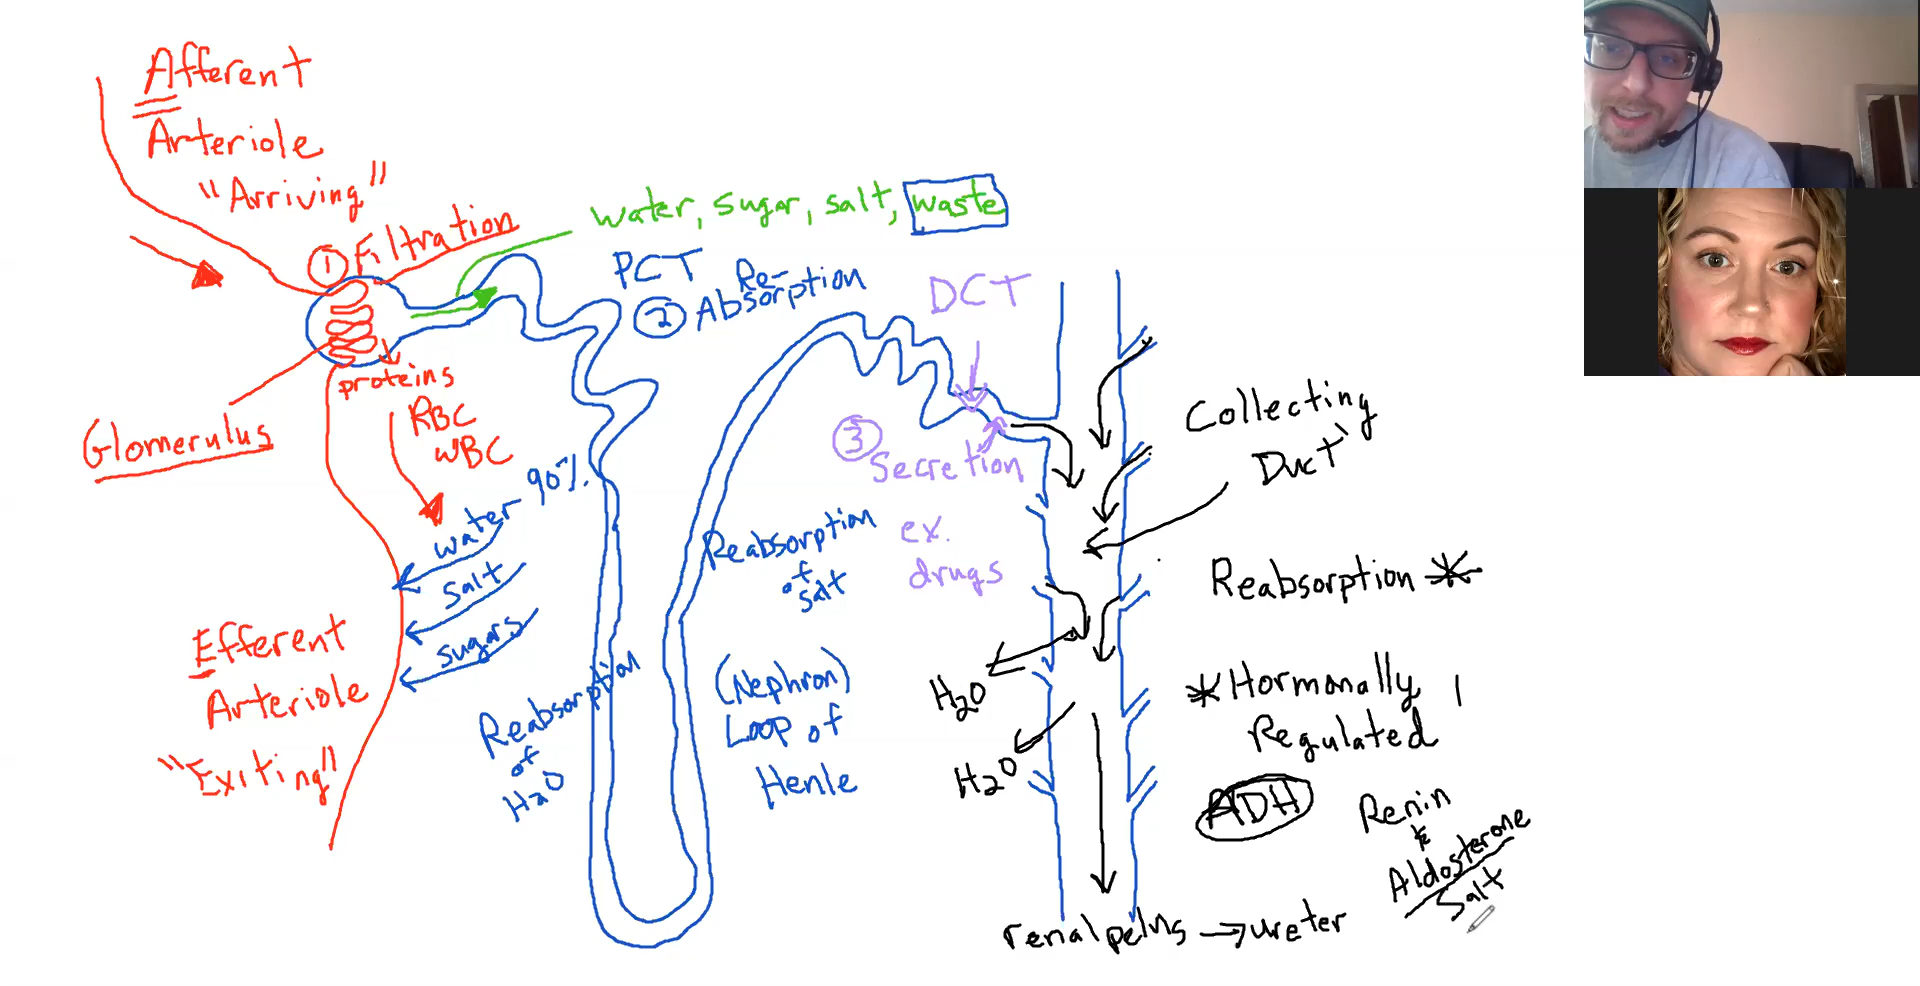 Afferent
Arteriole
"Arriving"
① Filtration
water, sugar, salt, waste
PCT
② Re-
Absorption
DCT
proteins
RBC
WBC
Glomerulus
water 90%
salt
sugars
Efferent
Arteriole
"Exiting"
Reabsorption
of
H2O
Reabsorption
of
salt
(Nephron)
Loop of
Henle
③
Secretion
ex.
drugs
Collecting
Duct
Reabsorption *
* Hormonally
Regulated
ADH
Renin
&
Aldosterone
Salt
H2O
H2O
renal pelvis → ureter